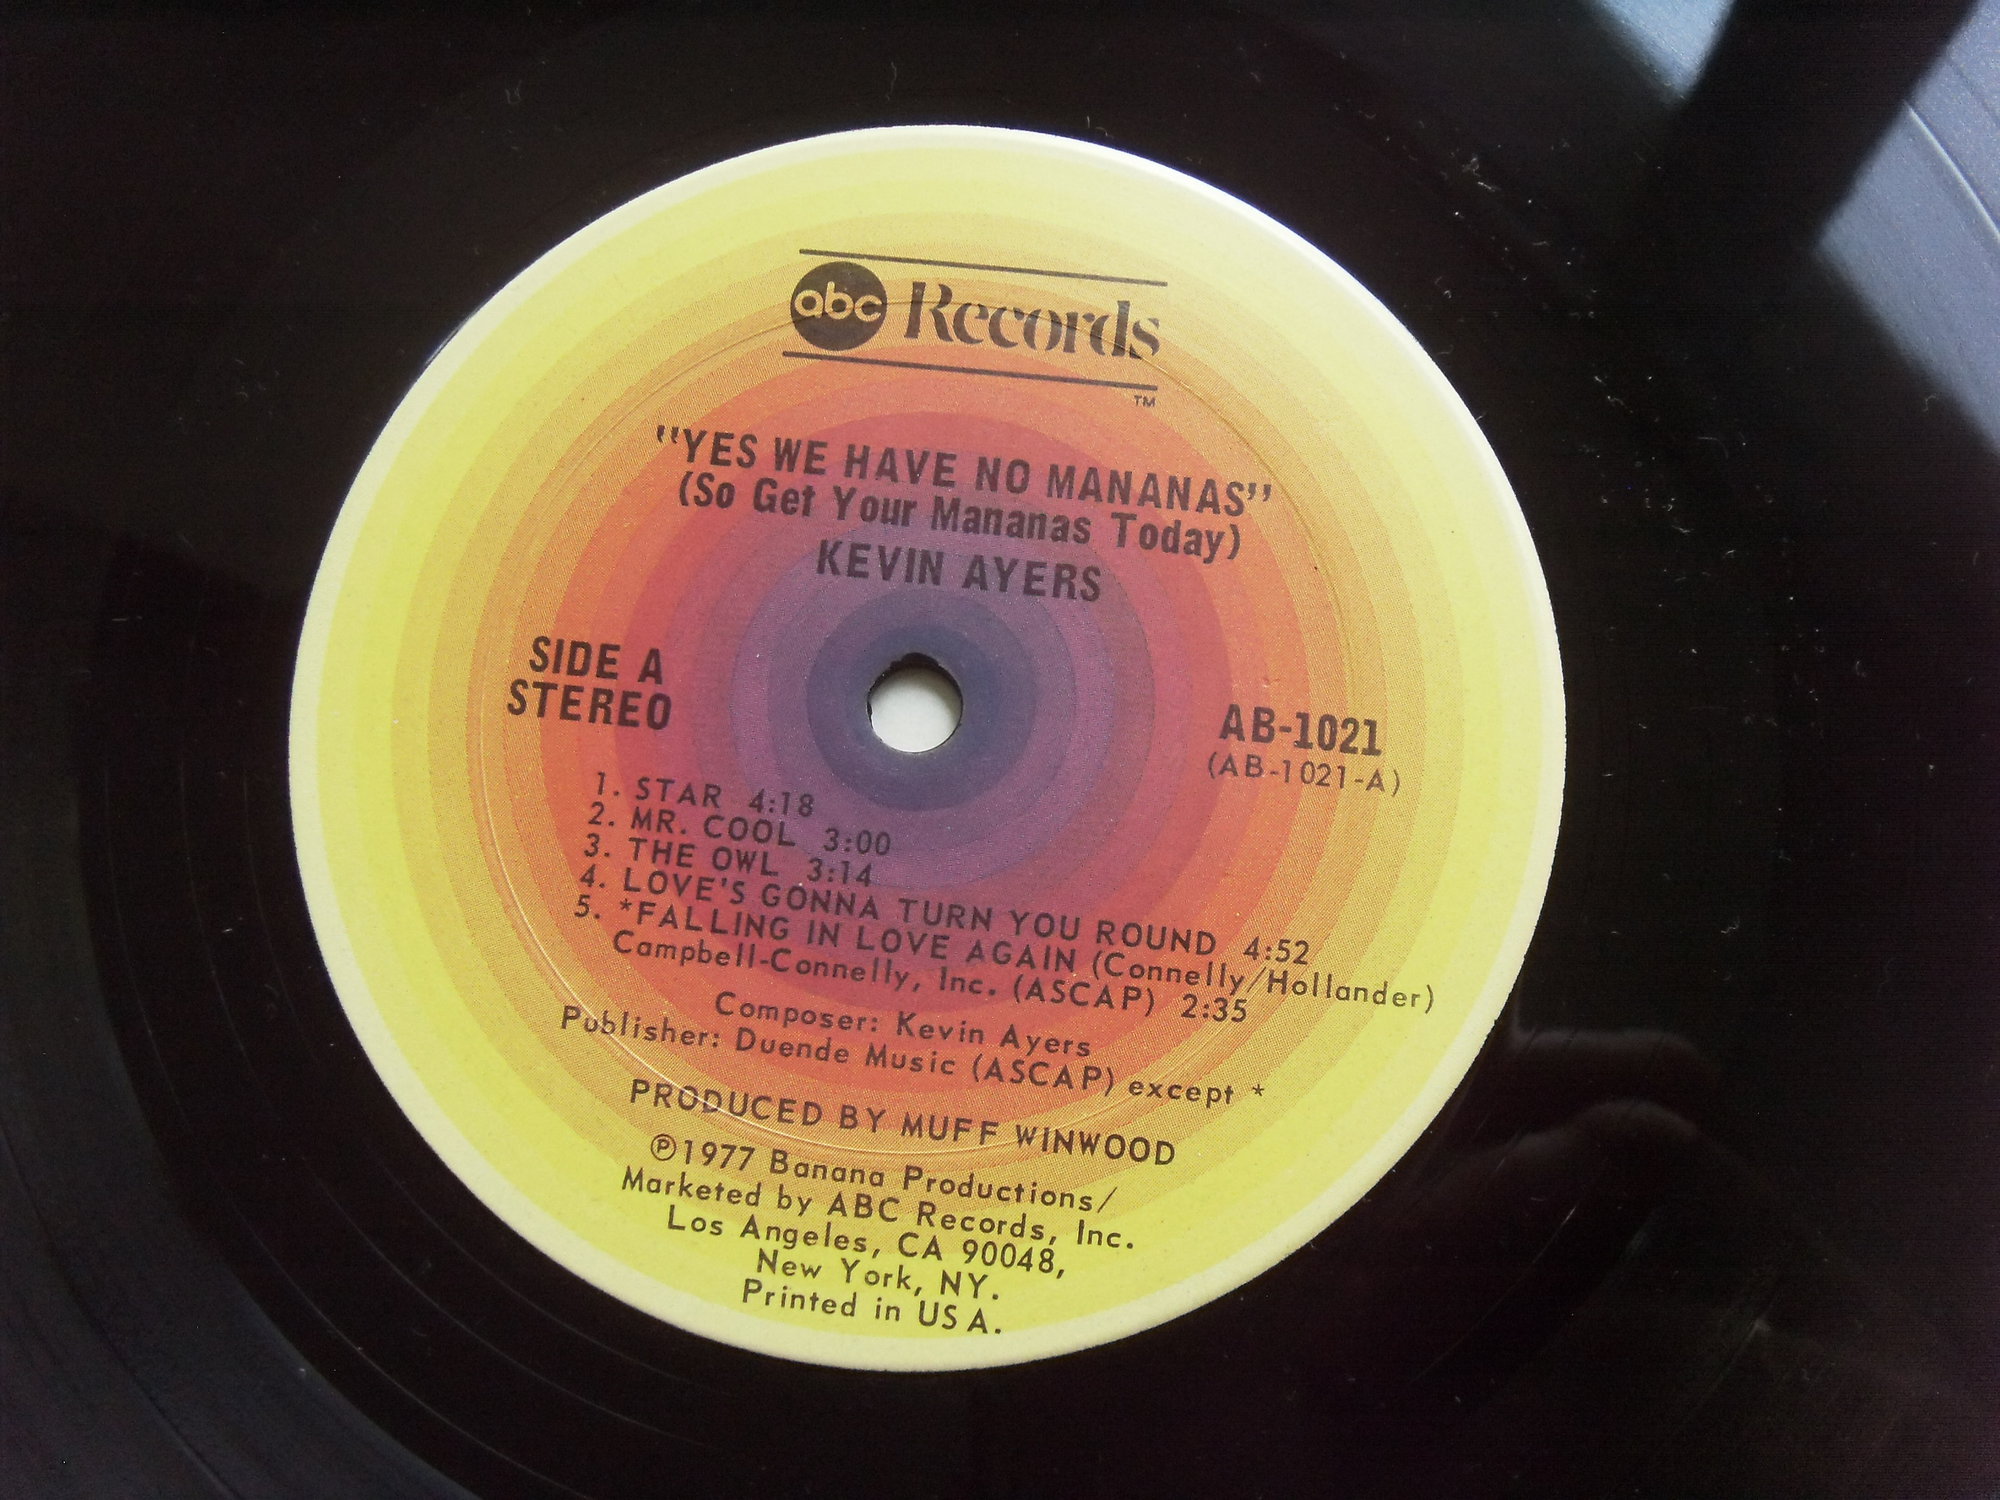 abc Records
TM
"YES WE HAVE NO MANANAS"
(So Get Your Mananas Today)
KEVIN AYERS
SIDE A
STEREO
AB-1021
(AB-1021-A)
1. STAR 4:18
2. MR. COOL 3:00
3. THE OWL 3:14
4. LOVE'S GONNA TURN YOU ROUND 4:52
5. *FALLING IN LOVE AGAIN (Connelly/Hollander)
Campbell-Connelly, Inc. (ASCAP) 2:35
Composer: Kevin Ayers
Publisher: Duende Music (ASCAP) except *
PRODUCED BY MUFF WINWOOD
℗1977 Banana Productions/
Marketed by ABC Records, Inc.
Los Angeles, CA 90048,
New York, NY.
Printed in USA.